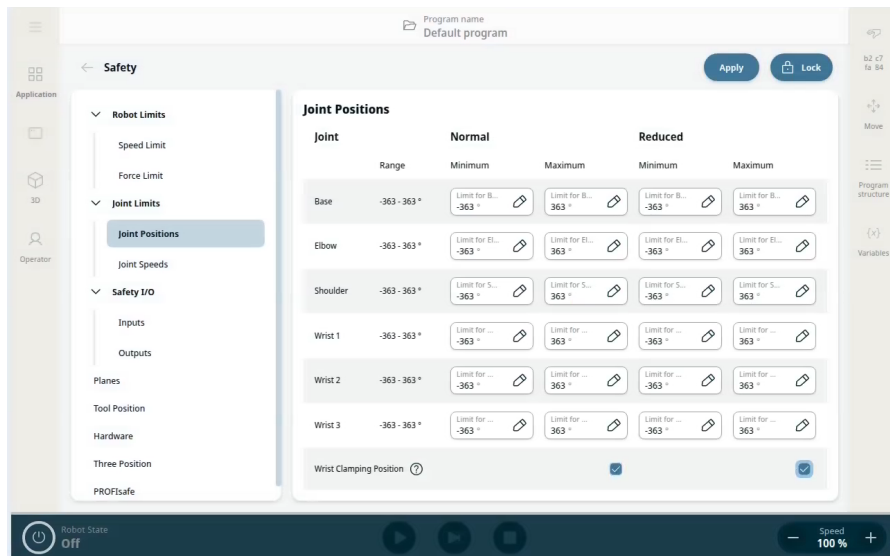 Program name
Default program
Safety
Apply
Lock
b2 c7
fa B4
Application
3D
Operator
Move
Program
structure
{x}
Variables
Robot Limits
Speed Limit
Force Limit
Joint Limits
Joint Positions
Joint Speeds
Safety I/O
Inputs
Outputs
Planes
Tool Position
Hardware
Three Position
PROFIsafe
Joint Positions
Joint Normal Reduced
Range Minimum Maximum Minimum Maximum
Limit for B... Limit for B... Limit for B... Limit for B...
Base -363 - 363 ° -363 ° 363 ° -363 ° 363 °
Limit for El... Limit for El... Limit for El... Limit for El...
Elbow -363 - 363 ° -363 ° 363 ° -363 ° 363 °
Limit for S... Limit for S... Limit for S... Limit for S...
Shoulder -363 - 363 ° -363 ° 363 ° -363 ° 363 °
Limit for ... Limit for ... Limit for ... Limit for ...
Wrist 1 -363 - 363 ° -363 ° 363 ° -363 ° 363 °
Limit for ... Limit for ... Limit for ... Limit for ...
Wrist 2 -363 - 363 ° -363 ° 363 ° -363 ° 363 °
Limit for ... Limit for ... Limit for ... Limit for ...
Wrist 3 -363 - 363 ° -363 ° 363 ° -363 ° 363 °
Wrist Clamping Position ?
Robot State
Off
Speed
− 100 % +